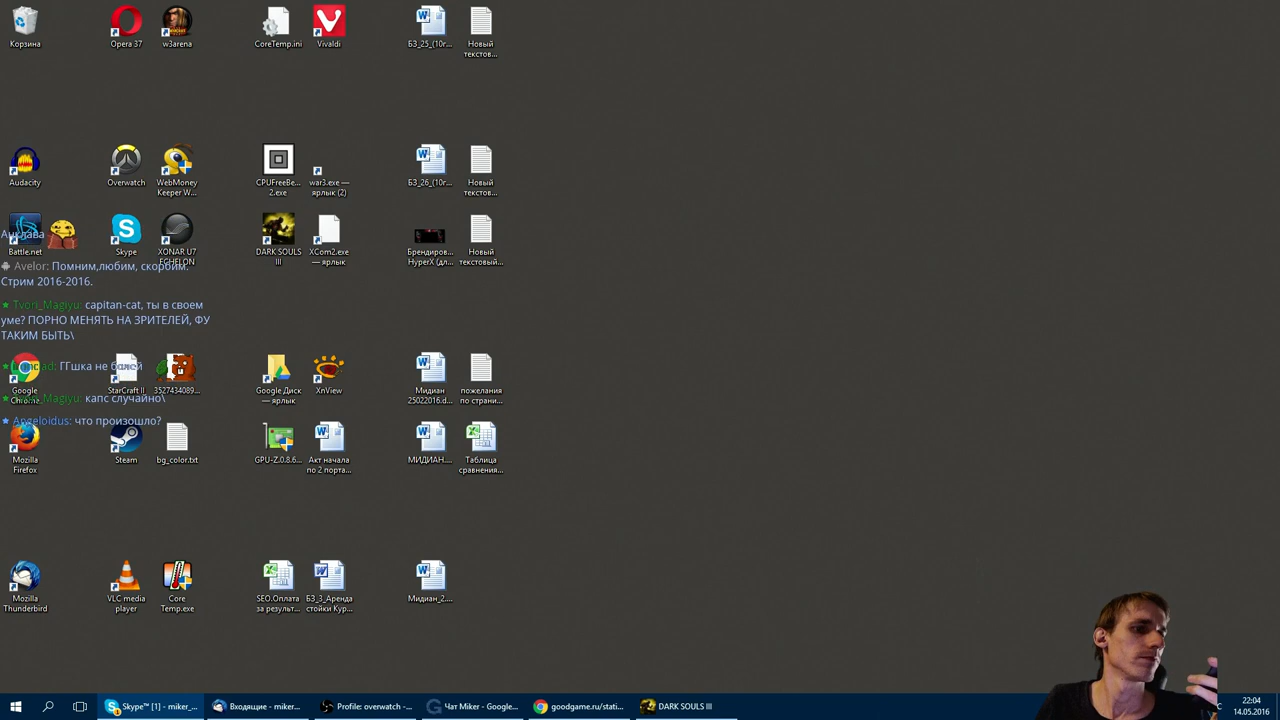 Корзина
Opera 37
w3arena
CoreTemp.ini
Vivaldi
БЗ_25_(10г...
Новый
текстов...
Audacity
Overwatch
WebMoney
Keeper W...
CPUFreeBe...
2.exe
war3.exe —
ярлык (2)
БЗ_26_(10г...
Новый
текстов...
Battle.net
Skype
XONAR U7
ECHELON
DARK SOULS
III
XCom2.exe
— ярлык
Брендиров...
HyperX (дл...
Новый
текстовый...
Avelor: Помним,любим, скорбим.
Стрим 2016-2016.
Tvori_Magiyu: capitan-cat, ты в своем
уме? ПОРНО МЕНЯТЬ НА ЗРИТЕЛЕЙ, ФУ
ТАКИМ БЫТЬ\
ГГшка не болей
Google
Chrome
StarCraft II
3527434089...
Google Диск
— ярлык
XnView
Мидиан
25022016.d...
пожелания
по страни...
Tvori_Magiyu: капс случайно\
Angeloidus: что произошло?
Mozilla
Firefox
Steam
bg_color.txt
GPU-Z.0.8.6...
Акт начала
по 2 порта...
МИДИАН....
Таблица
сравнения...
Mozilla
Thunderbird
VLC media
player
Core
Temp.exe
SEO.Оплата
за результ...
БЗ_3_Аренда
стойки Кур...
Мидиан_2....
Skype™ [1] - miker_...
Входящие - miker...
Profile: overwatch -...
Чат Miker - Google...
goodgame.ru/stati...
DARK SOULS III
22:04
14.05.2016